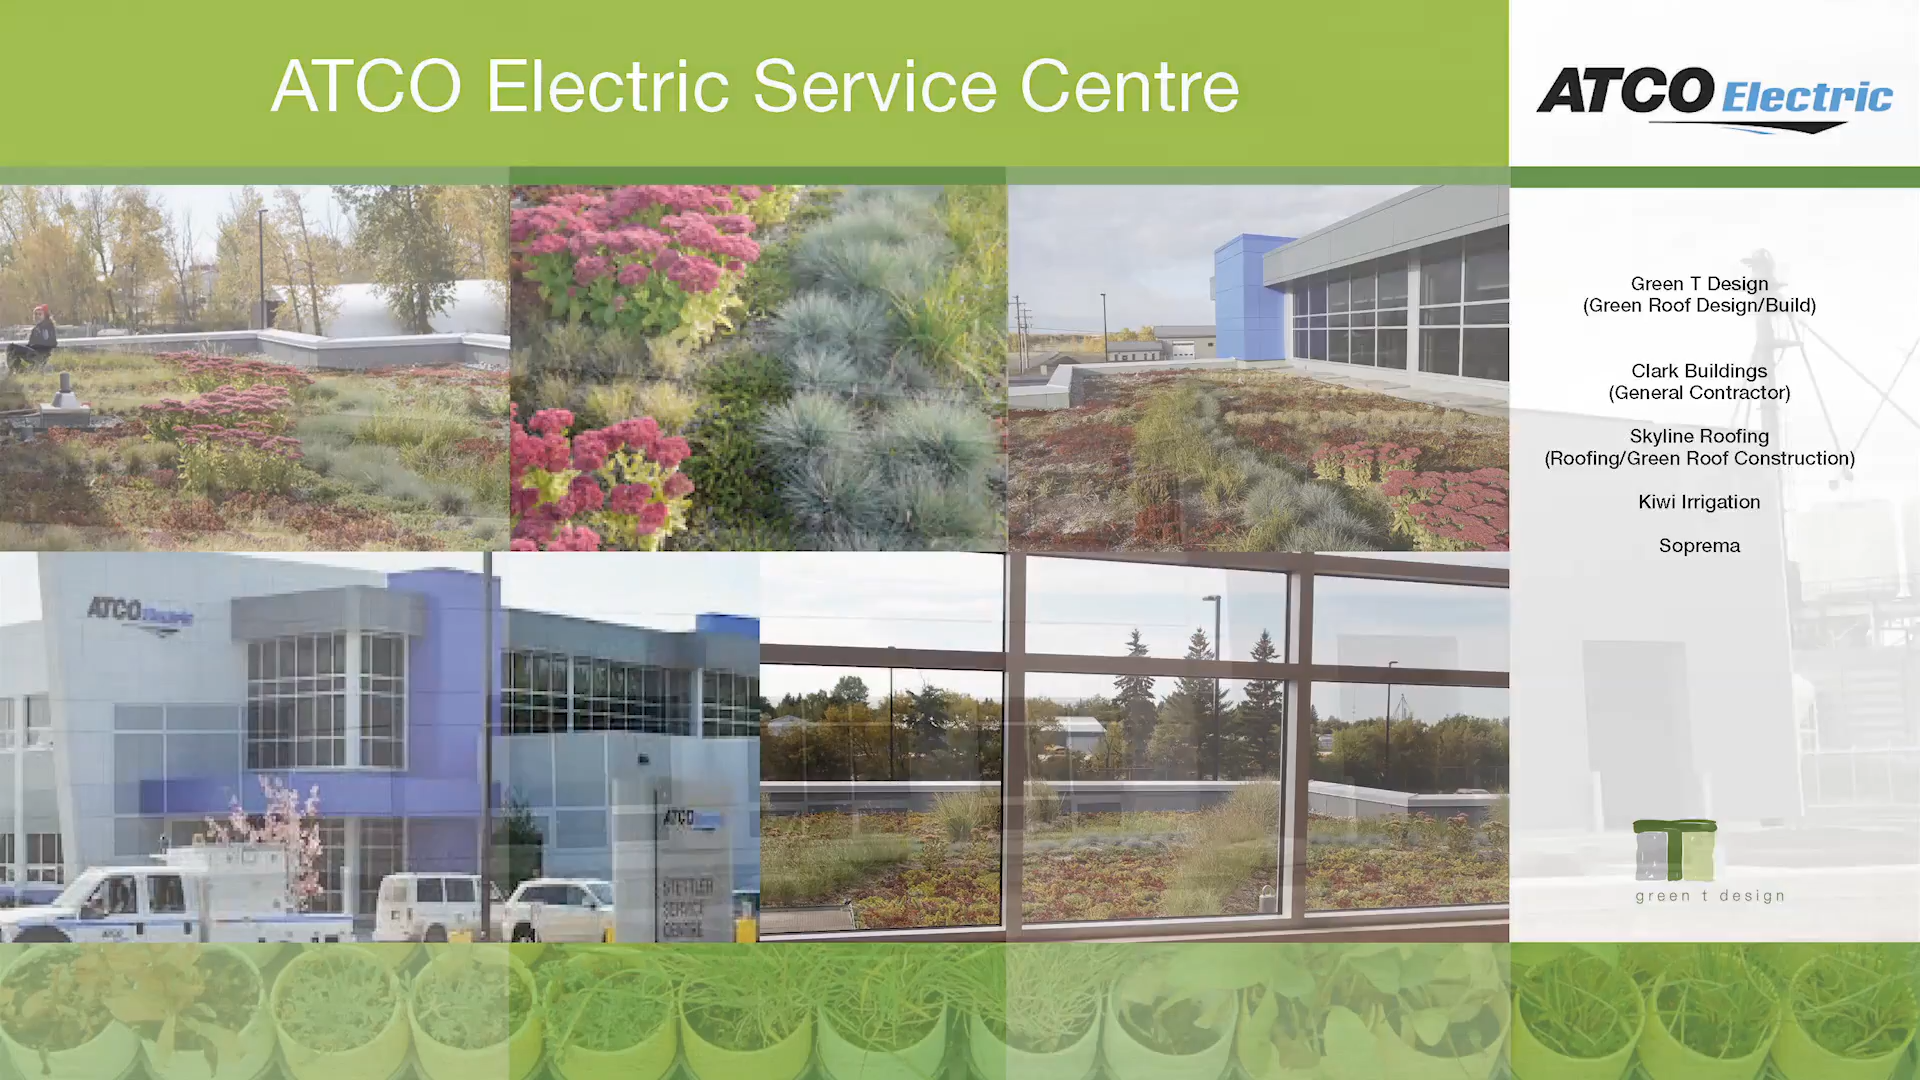 ATCO Electric Service Centre
ATCO Electric
Green T Design
(Green Roof Design/Build)
Clark Buildings
(General Contractor)
Skyline Roofing
(Roofing/Green Roof Construction)
Kiwi Irrigation
Soprema
ATCO Electric
ATCO
STETTLER
SERVICE
CENTRE
green t design